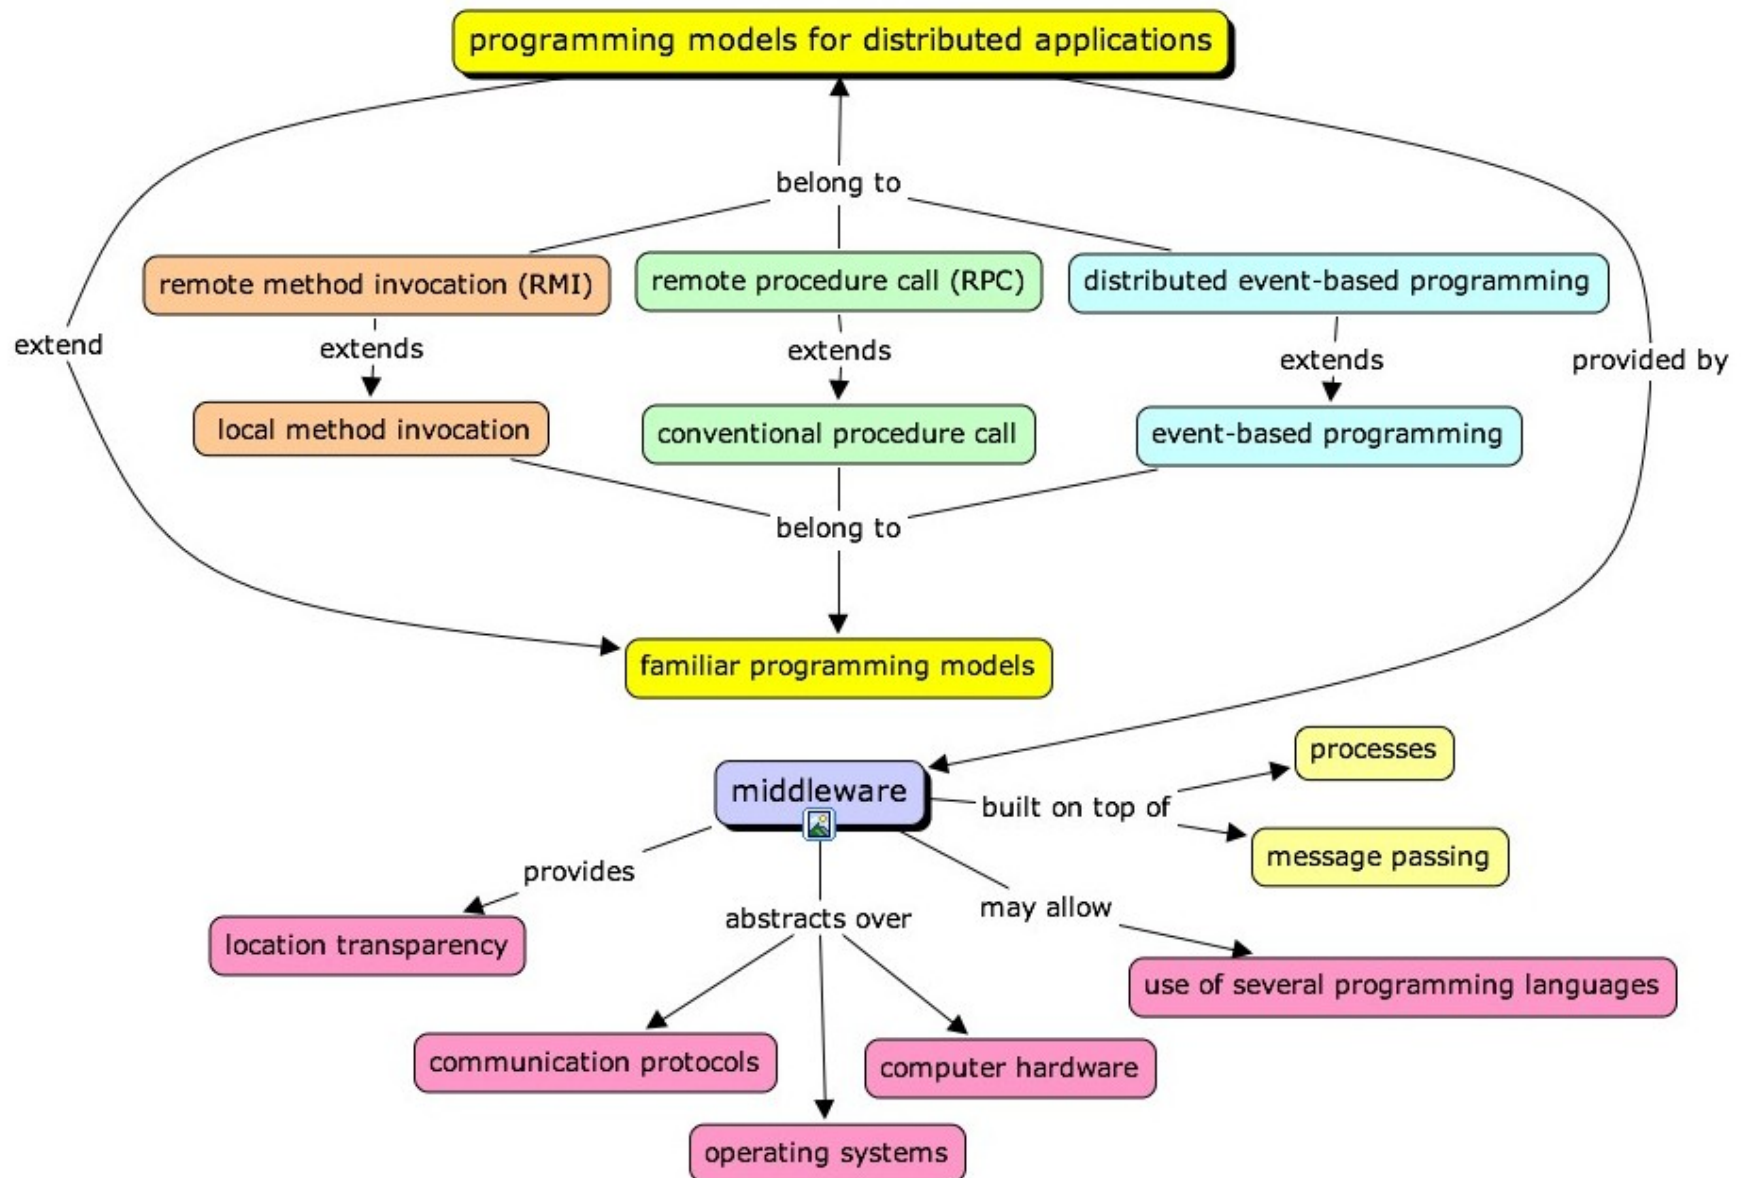 programming models for distributed applications
belong to
remote method invocation (RMI)
remote procedure call (RPC)
distributed event-based programming
extend
extends
extends
extends
provided by
local method invocation
conventional procedure call
event-based programming
belong to
familiar programming models
processes
middleware
built on top of
message passing
provides
abstracts over
may allow
location transparency
use of several programming languages
communication protocols
computer hardware
operating systems